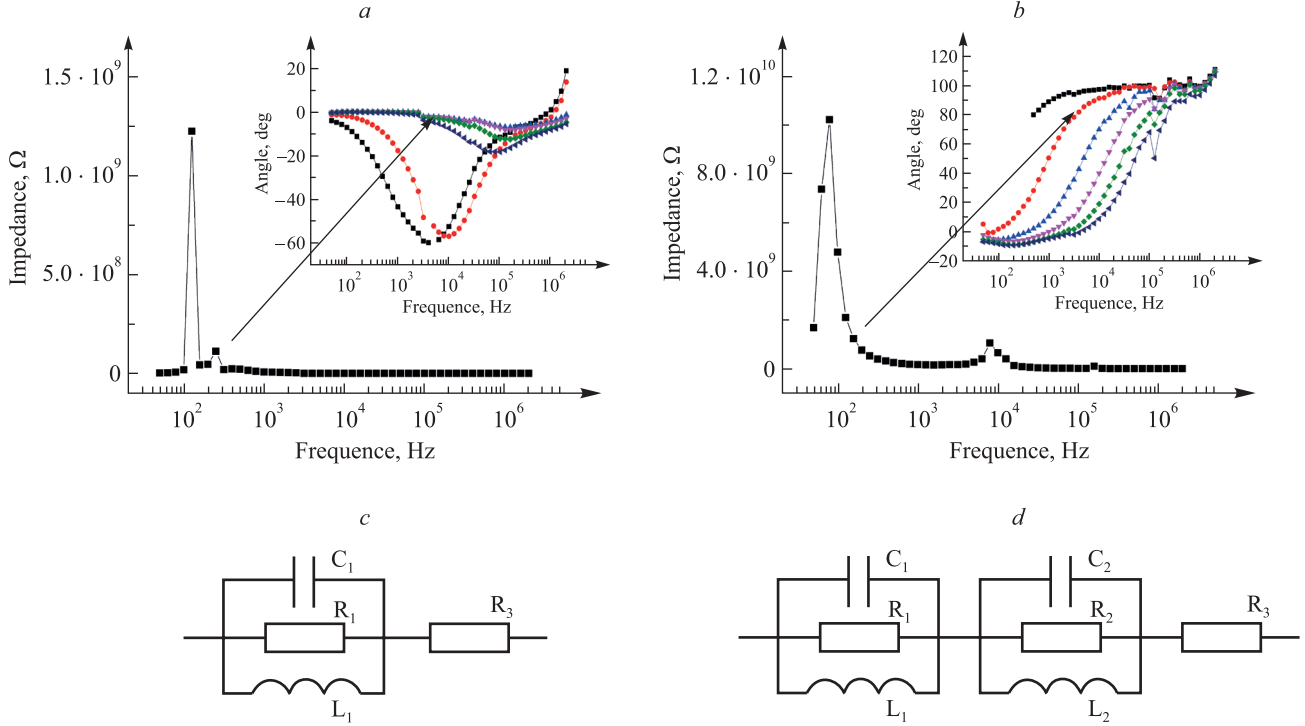 a
Impedance, Ω
1.5 · 10⁹
1.0 · 10⁹
5.0 · 10⁸
0
10² 10³ 10⁴ 10⁵ 10⁶
Frequence, Hz
Angle, deg
20
0
−20
−40
−60
10² 10³ 10⁴ 10⁵ 10⁶
Frequence, Hz
b
Impedance, Ω
1.2 · 10¹⁰
8.0 · 10⁹
4.0 · 10⁹
0
10² 10³ 10⁴ 10⁵ 10⁶
Frequence, Hz
Angle, deg
120
100
80
60
40
20
0
−20
10² 10³ 10⁴ 10⁵ 10⁶
Frequence, Hz
c
C₁
R₁
R₃
L₁
d
C₁
C₂
R₁
R₂
R₃
L₁
L₂